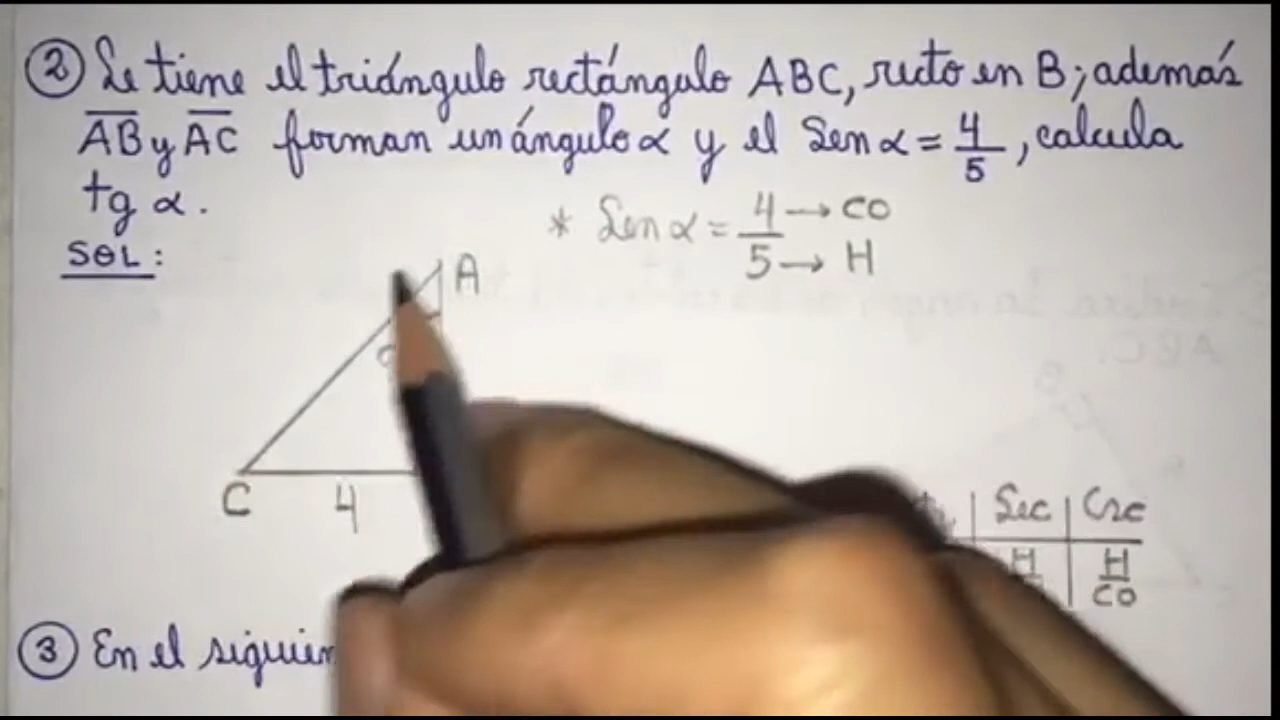 ② Se tiene el triángulo rectángulo ABC, recto en B; además
AB y AC forman un ángulo α y el Sen α = 4/5, calcula
tg α.
* Sen α = 4/5 → CO
→ H
SOL:
A
C 4
Sec Csc
H H/CO
③ En el